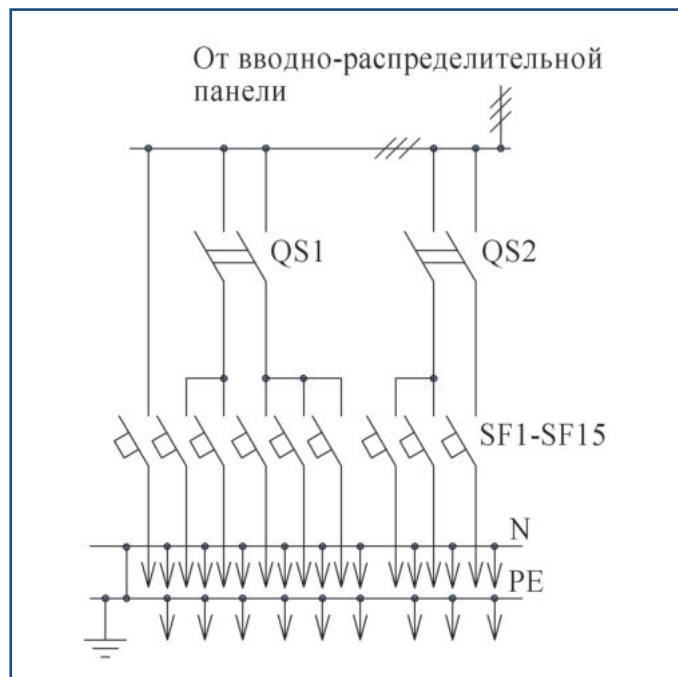 От вводно-распределительной
панели
QS1
QS2
SF1-SF15
N
PE